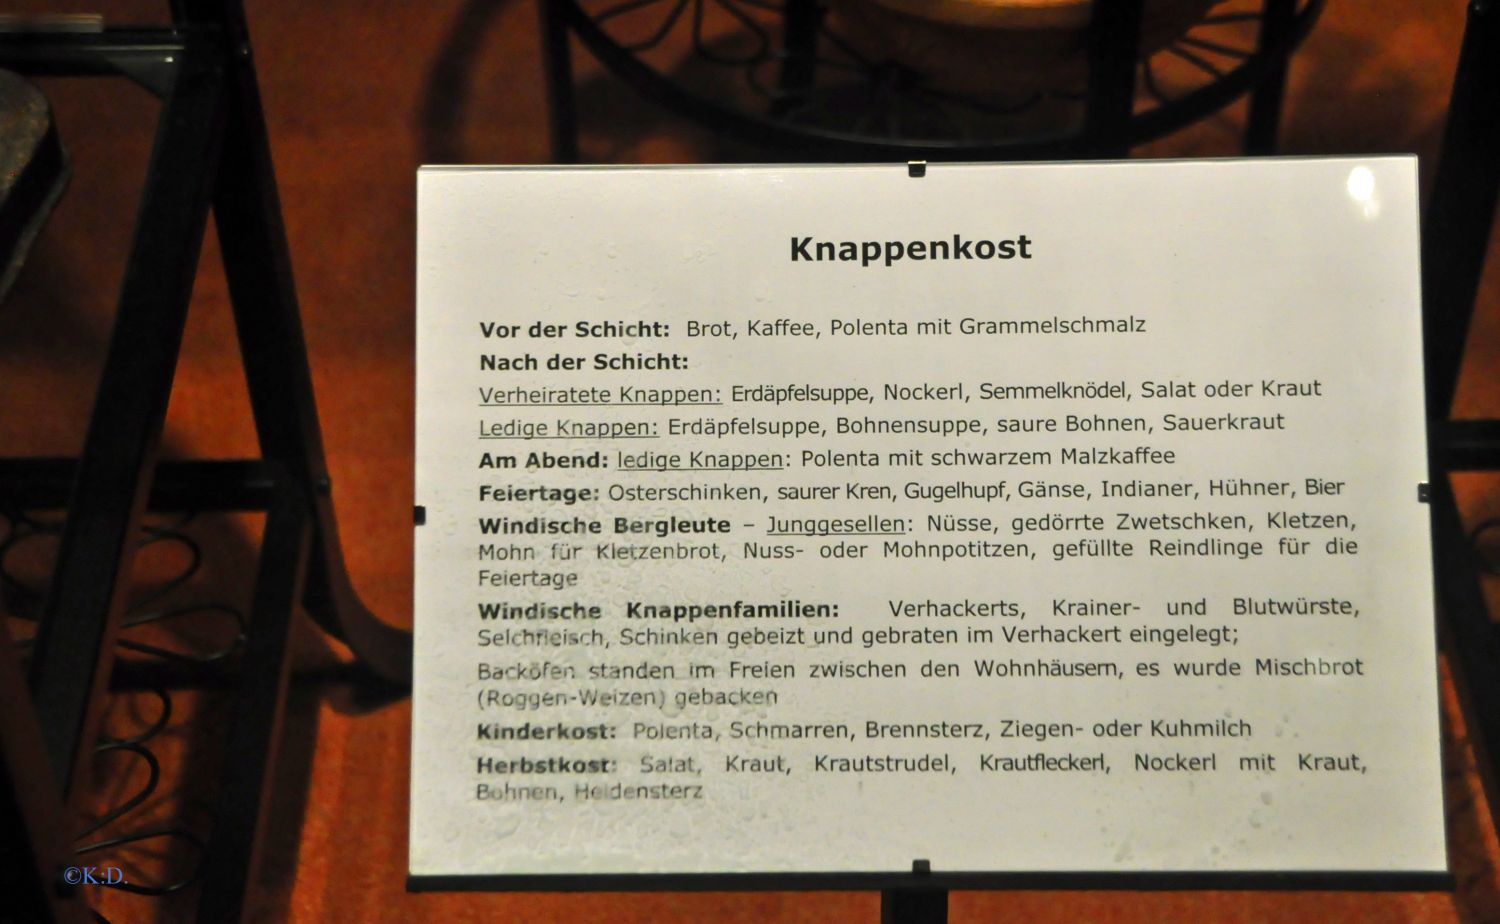 Knappenkost
Vor der Schicht: Brot, Kaffee, Polenta mit Grammelschmalz
Nach der Schicht:
Verheiratete Knappen: Erdäpfelsuppe, Nockerl, Semmelknödel, Salat oder Kraut
Ledige Knappen: Erdäpfelsuppe, Bohnensuppe, saure Bohnen, Sauerkraut
Am Abend: ledige Knappen: Polenta mit schwarzem Malzkaffee
Feiertage: Osterschinken, saurer Kren, Gugelhupf, Gänse, Indianer, Hühner, Bier
Windische Bergleute – Junggesellen: Nüsse, gedörrte Zwetschken, Kletzen,
Mohn für Kletzenbrot, Nuss- oder Mohnpotitzen, gefüllte Reindlinge für die
Feiertage
Windische Knappenfamilien: Verhackerts, Krainer- und Blutwürste,
Selchfleisch, Schinken gebeizt und gebraten im Verhackert eingelegt;
Backöfen standen im Freien zwischen den Wohnhäusern, es wurde Mischbrot
(Roggen-Weizen) gebacken
Kinderkost: Polenta, Schmarren, Brennsterz, Ziegen- oder Kuhmilch
Herbstkost: Salat, Kraut, Krautstrudel, Krautfleckerl, Nockerl mit Kraut,
Bohnen, Heidensterz
©K:D.